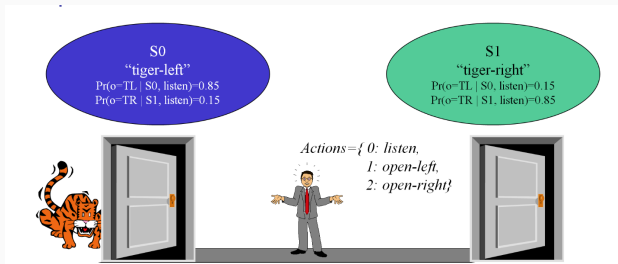 S0
"tiger-left"
Pr(o=TL | S0, listen)=0.85
Pr(o=TR | S1, listen)=0.15
S1
"tiger-right"
Pr(o=TL | S0, listen)=0.15
Pr(o=TR | S1, listen)=0.85
Actions={ 0: listen,
1: open-left,
2: open-right}